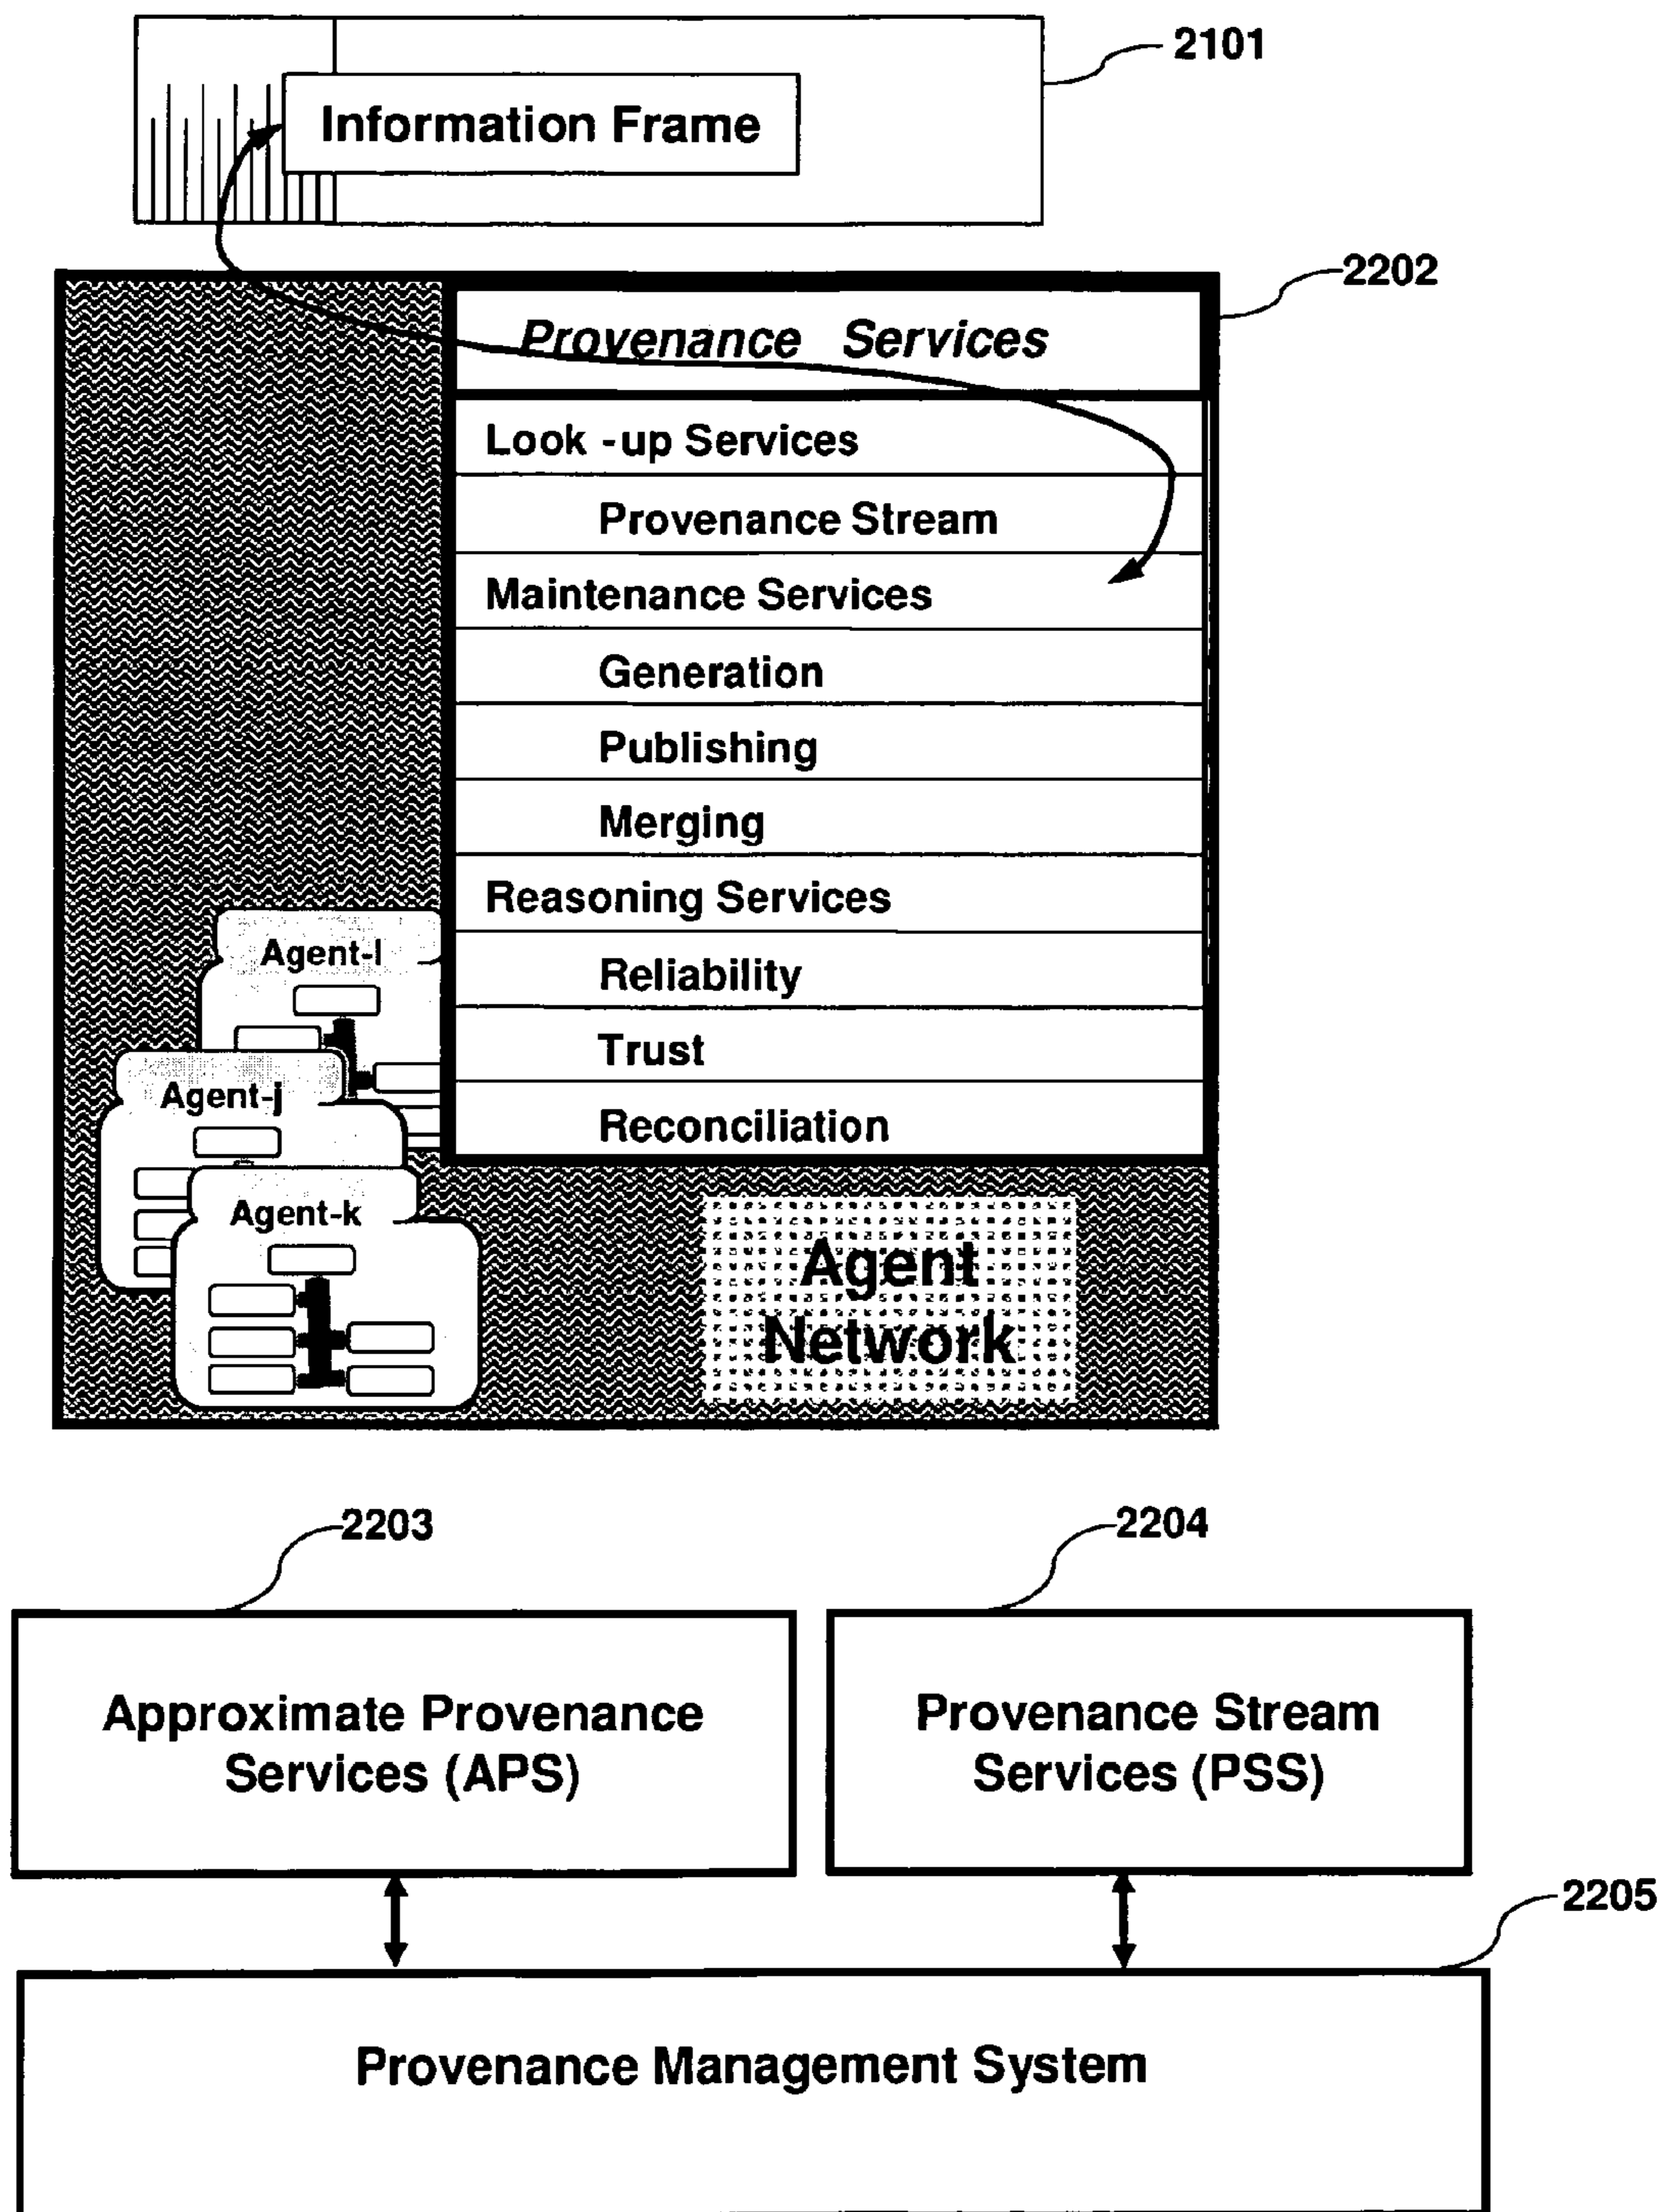 2101
Information Frame
2202
Provenance Services
Look -up Services
Provenance Stream
Maintenance Services
Generation
Publishing
Merging
Reasoning Services
Reliability
Trust
Reconciliation
Agent-l
Agent-j
Agent-k
Agent
Network
2203
2204
Approximate Provenance
Services (APS)
Provenance Stream
Services (PSS)
2205
Provenance Management System